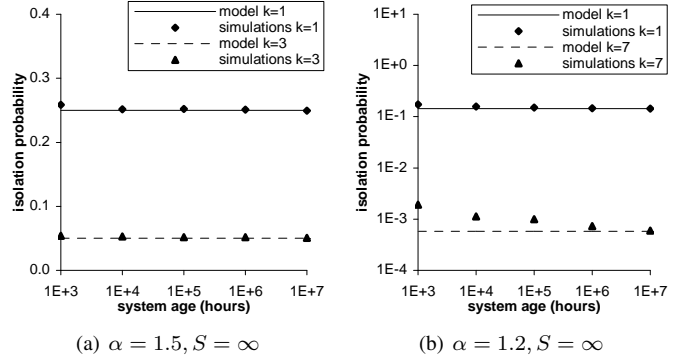 0.4
0.3
0.2
0.1
0.0
isolation probability
model k=1
simulations k=1
model k=3
simulations k=3
1E+3 1E+4 1E+5 1E+6 1E+7
system age (hours)
(a) α = 1.5, S = ∞
1E+1
1E+0
1E-1
1E-2
1E-3
1E-4
isolation probability
model k=1
simulations k=1
model k=7
simulations k=7
1E+3 1E+4 1E+5 1E+6 1E+7
system age (hours)
(b) α = 1.2, S = ∞